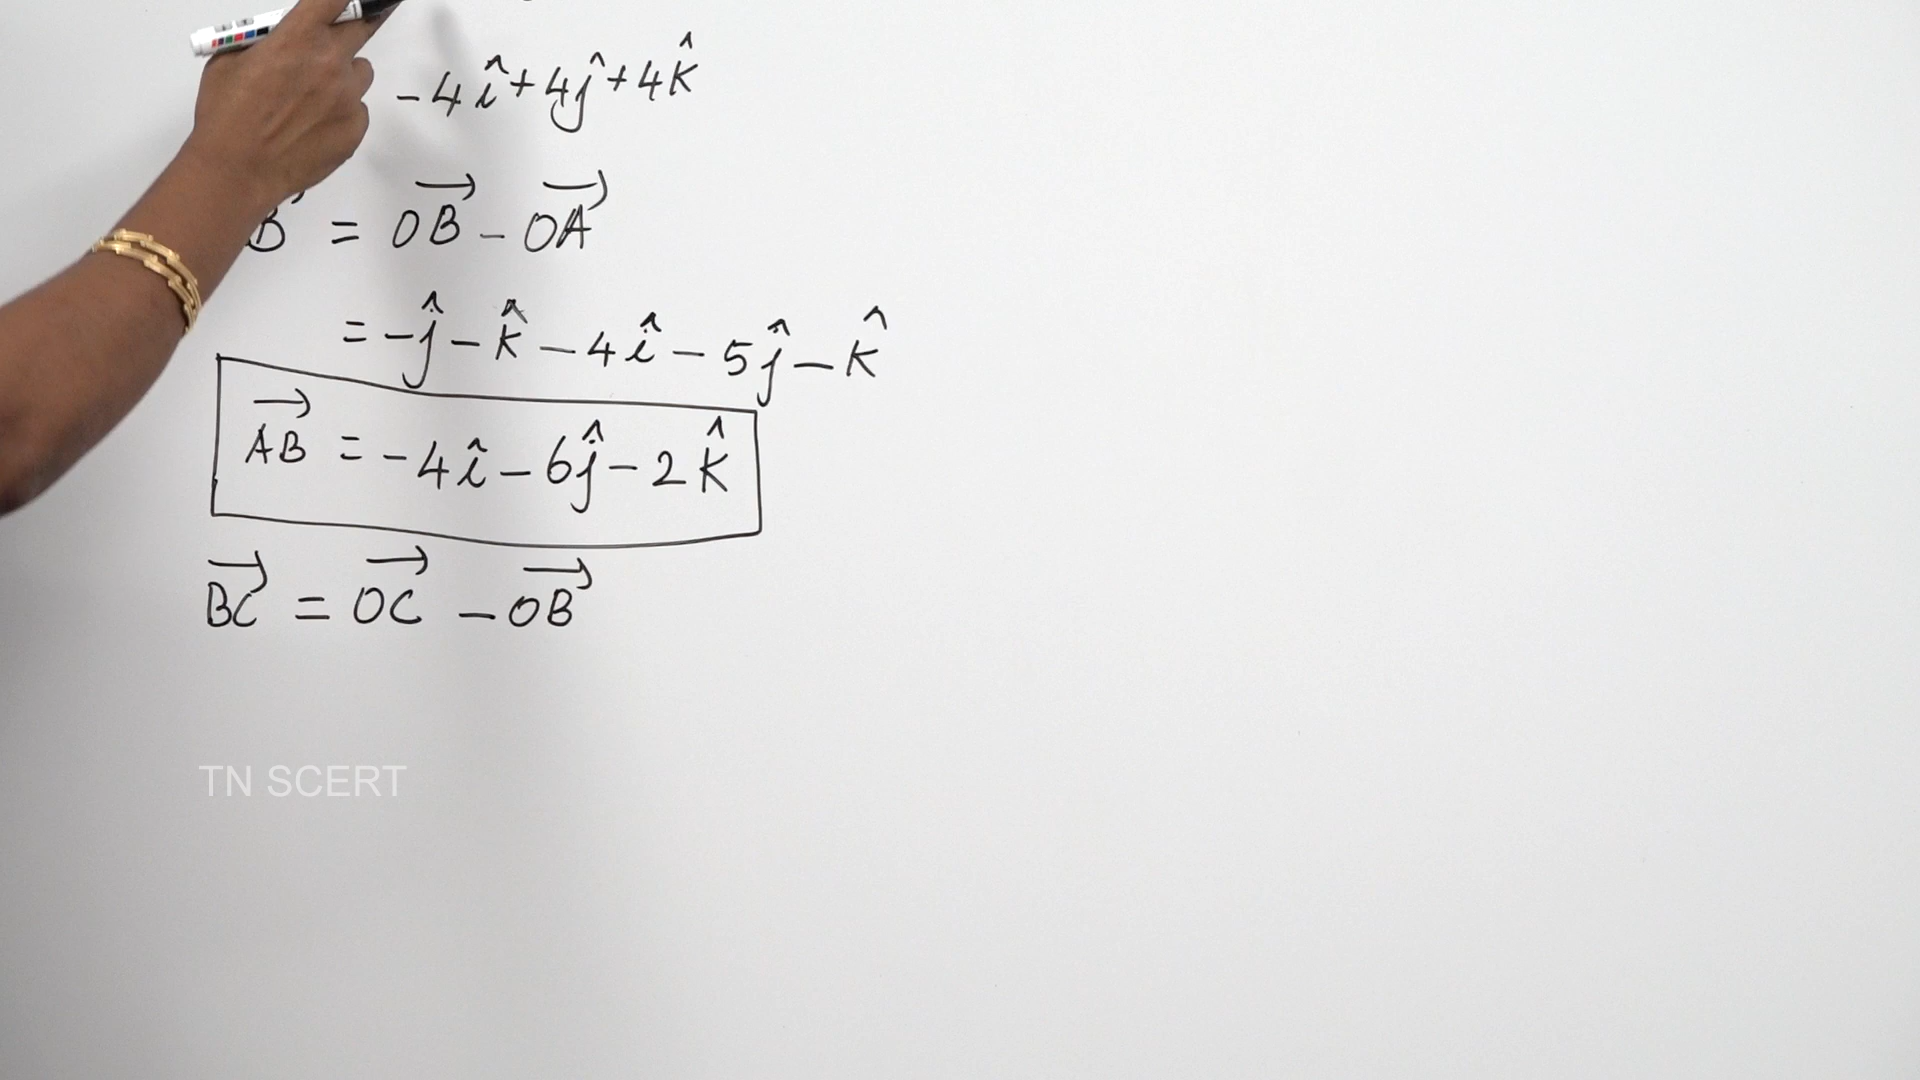 -4î+4ĵ+4k̂
B⃗ = OB⃗ - OA⃗
= -ĵ - k̂ - 4î - 5ĵ - k̂
AB⃗ = -4î - 6ĵ - 2k̂
BC⃗ = OC⃗ - OB⃗
TN SCERT